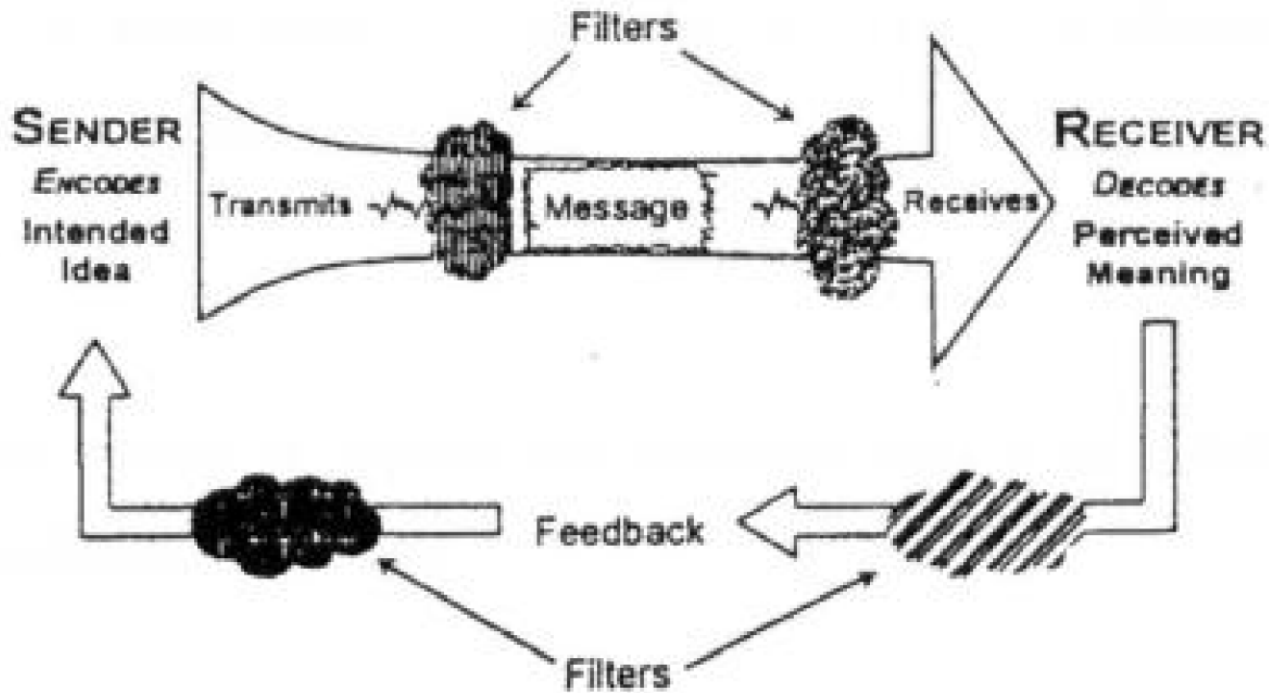 Filters
SENDER
ENCODES
Intended
Idea
Transmits
Message
Receives
RECEIVER
DECODES
Perceived
Meaning
Feedback
Filters